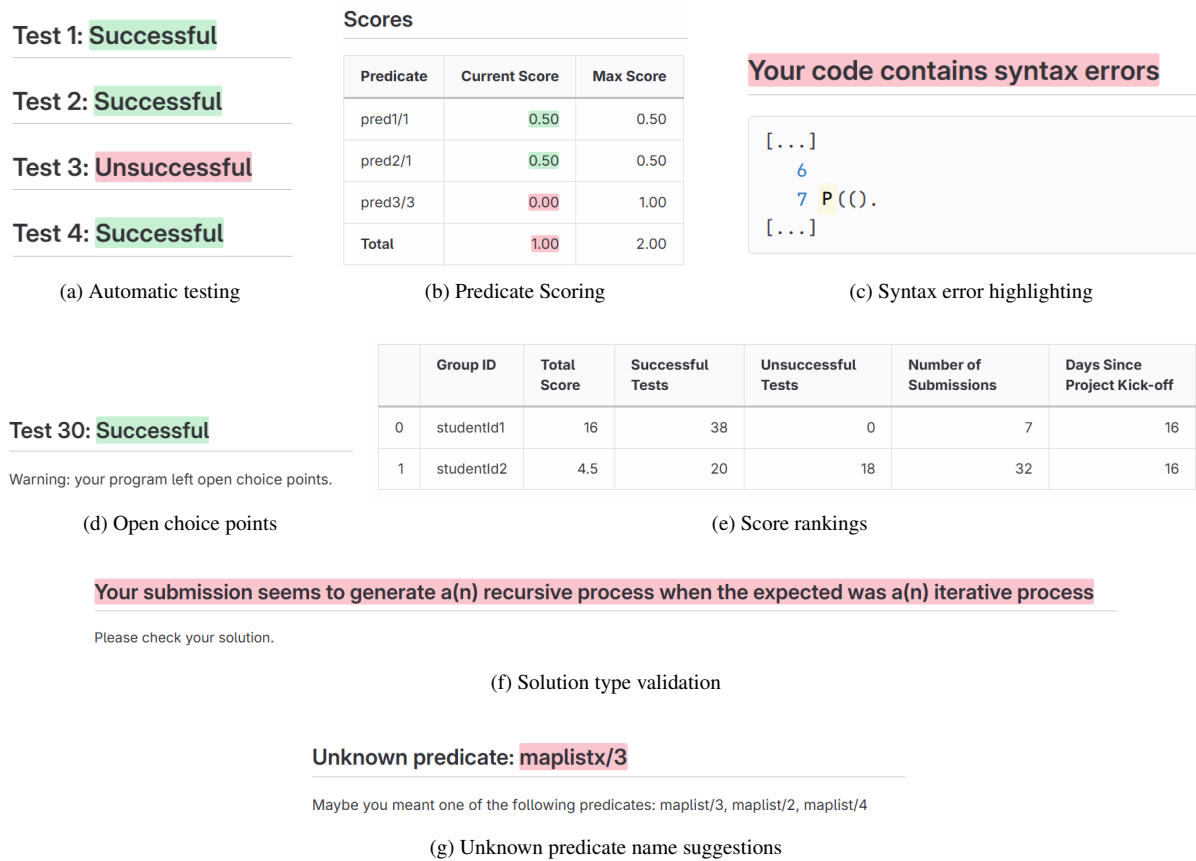 Test 1: Successful
Test 2: Successful
Test 3: Unsuccessful
Test 4: Successful
(a) Automatic testing
Scores
Predicate Current Score Max Score
pred1/1 0.50 0.50
pred2/1 0.50 0.50
pred3/3 0.00 1.00
Total 1.00 2.00
(b) Predicate Scoring
Your code contains syntax errors
[...]
6
7 P(().
[...]
(c) Syntax error highlighting
Test 30: Successful
Warning: your program left open choice points.
(d) Open choice points
Group ID Total Score Successful Tests Unsuccessful Tests Number of Submissions Days Since Project Kick-off
0 studentId1 16 38 0 7 16
1 studentId2 4.5 20 18 32 16
(e) Score rankings
Your submission seems to generate a(n) recursive process when the expected was a(n) iterative process
Please check your solution.
(f) Solution type validation
Unknown predicate: maplistx/3
Maybe you meant one of the following predicates: maplist/3, maplist/2, maplist/4
(g) Unknown predicate name suggestions